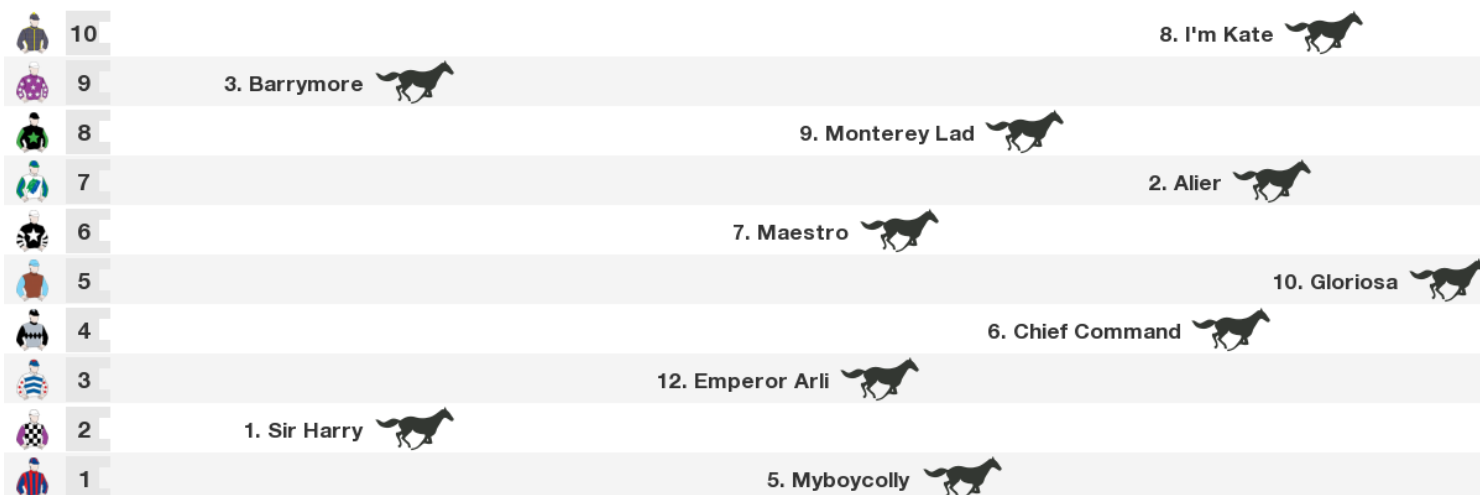 10 8. I'm Kate
9 3. Barrymore
8 9. Monterey Lad
7 2. Alier
6 7. Maestro
5 10. Gloriosa
4 6. Chief Command
3 12. Emperor Arli
2 1. Sir Harry
1 5. Myboycolly